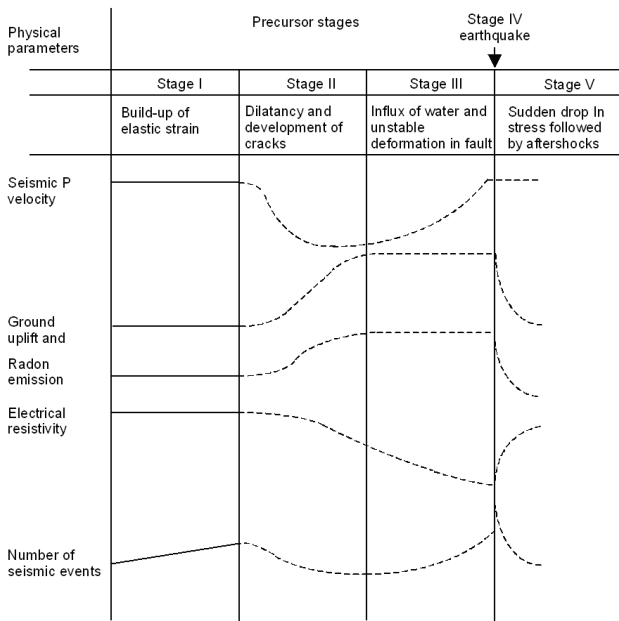 Physical
parameters
Precursor stages
Stage IV
earthquake
Stage I
Stage II
Stage III
Stage V
Build-up of
elastic strain
Dilatancy and
development of
cracks
Influx of water and
unstable
deformation in fault
Sudden drop In
stress followed
by aftershocks
Seismic P
velocity
Ground
uplift and
Radon
emission
Electrical
resistivity
Number of
seismic events